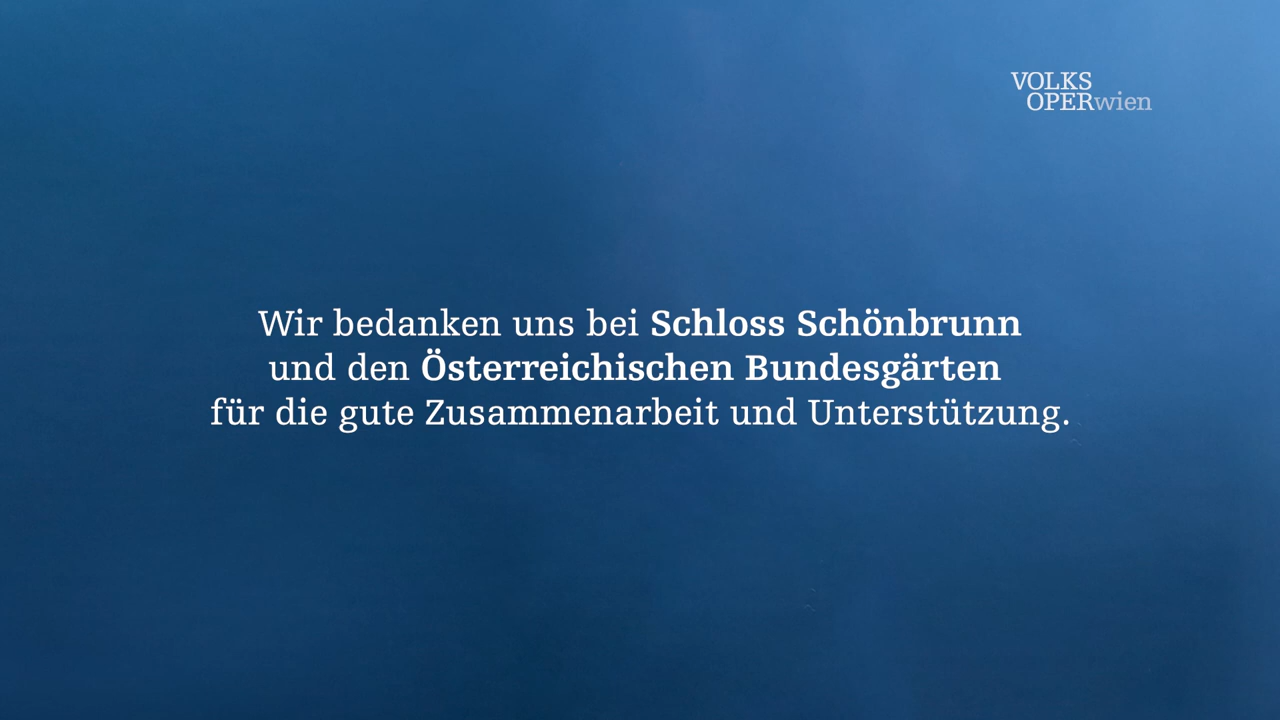 VOLKS
OPERwien
Wir bedanken uns bei Schloss Schönbrunn
und den Österreichischen Bundesgärten
für die gute Zusammenarbeit und Unterstützung.